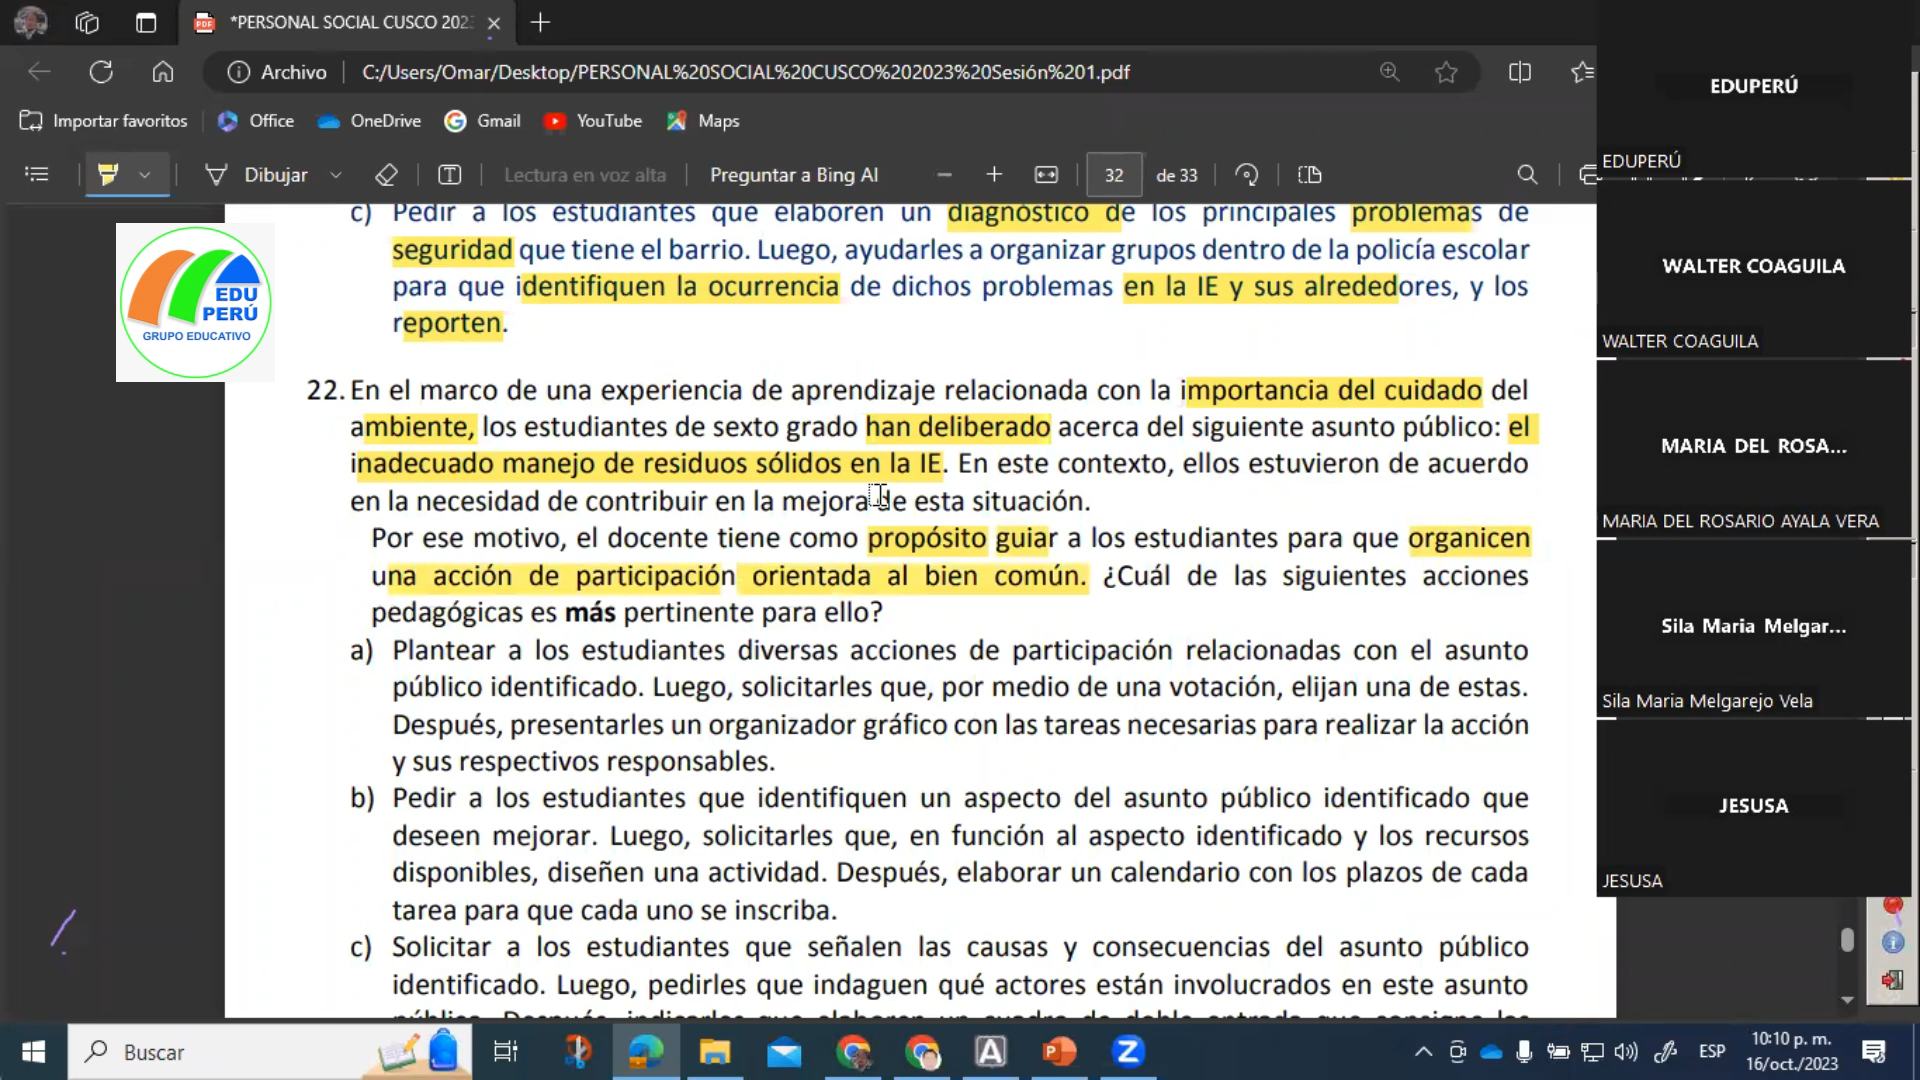 *PERSONAL SOCIAL CUSCO 202
Archivo
C:/Users/Omar/Desktop/PERSONAL%20SOCIAL%20CUSCO%202023%20Sesión%201.pdf
Importar favoritos
Office
OneDrive
Gmail
YouTube
Maps
Dibujar
Lectura en voz alta
Preguntar a Bing AI
32
de 33
EDU
PERÚ
GRUPO EDUCATIVO
c) Pedir a los estudiantes que elaboren un diagnóstico de los principales problemas de
seguridad que tiene el barrio. Luego, ayudarles a organizar grupos dentro de la policía escolar
para que identifiquen la ocurrencia de dichos problemas en la IE y sus alrededores, y los
reporten.
22. En el marco de una experiencia de aprendizaje relacionada con la importancia del cuidado del
ambiente, los estudiantes de sexto grado han deliberado acerca del siguiente asunto público: el
inadecuado manejo de residuos sólidos en la IE. En este contexto, ellos estuvieron de acuerdo
en la necesidad de contribuir en la mejora de esta situación.
Por ese motivo, el docente tiene como propósito guiar a los estudiantes para que organicen
una acción de participación orientada al bien común. ¿Cuál de las siguientes acciones
pedagógicas es más pertinente para ello?
a) Plantear a los estudiantes diversas acciones de participación relacionadas con el asunto
público identificado. Luego, solicitarles que, por medio de una votación, elijan una de estas.
Después, presentarles un organizador gráfico con las tareas necesarias para realizar la acción
y sus respectivos responsables.
b) Pedir a los estudiantes que identifiquen un aspecto del asunto público identificado que
deseen mejorar. Luego, solicitarles que, en función al aspecto identificado y los recursos
disponibles, diseñen una actividad. Después, elaborar un calendario con los plazos de cada
tarea para que cada uno se inscriba.
c) Solicitar a los estudiantes que señalen las causas y consecuencias del asunto público
identificado. Luego, pedirles que indaguen qué actores están involucrados en este asunto
público. Después, indicarles que elaboren un cuadro de doble entrada que consigne las
EDUPERÚ
EDUPERÚ
WALTER COAGUILA
WALTER COAGUILA
MARIA DEL ROSA...
MARIA DEL ROSARIO AYALA VERA
Sila Maria Melgar...
Sila Maria Melgarejo Vela
JESUSA
JESUSA
Buscar
ESP
10:10 p. m.
16/oct./2023